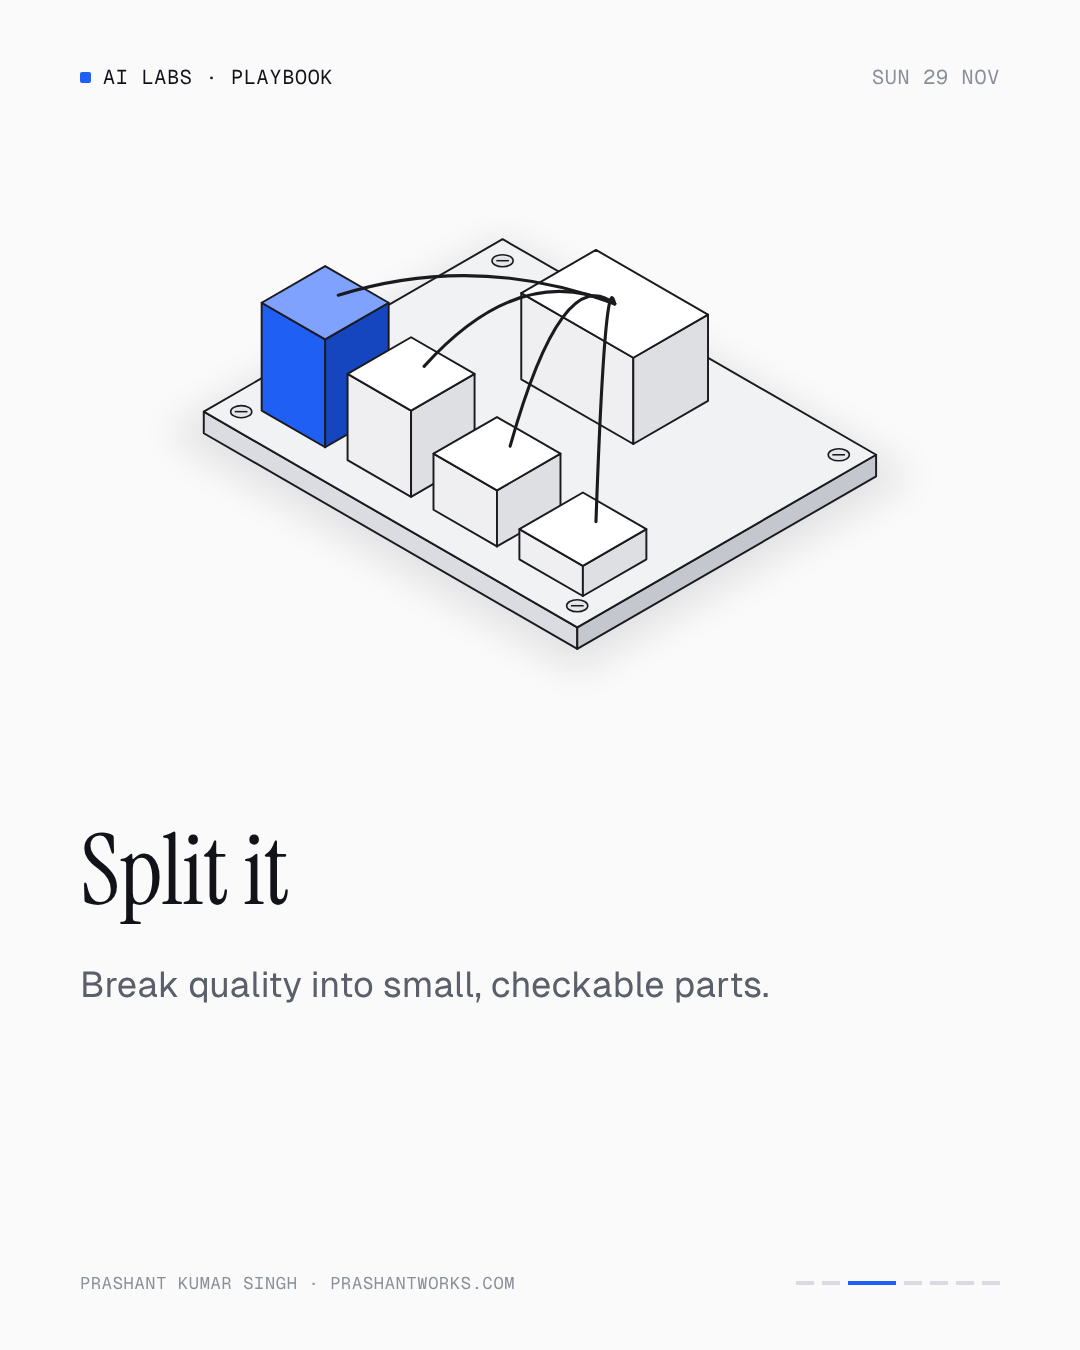 AI LABS · PLAYBOOK
SUN 29 NOV
Split it
Break quality into small, checkable parts.
PRASHANT KUMAR SINGH · PRASHANTWORKS.COM